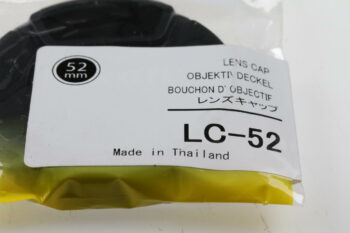 52
mm
LENS CAP
OBJEKTIV DECKEL
BOUCHON D' OBJECTIF
レンズキャップ
LC-52
Made in Thailand